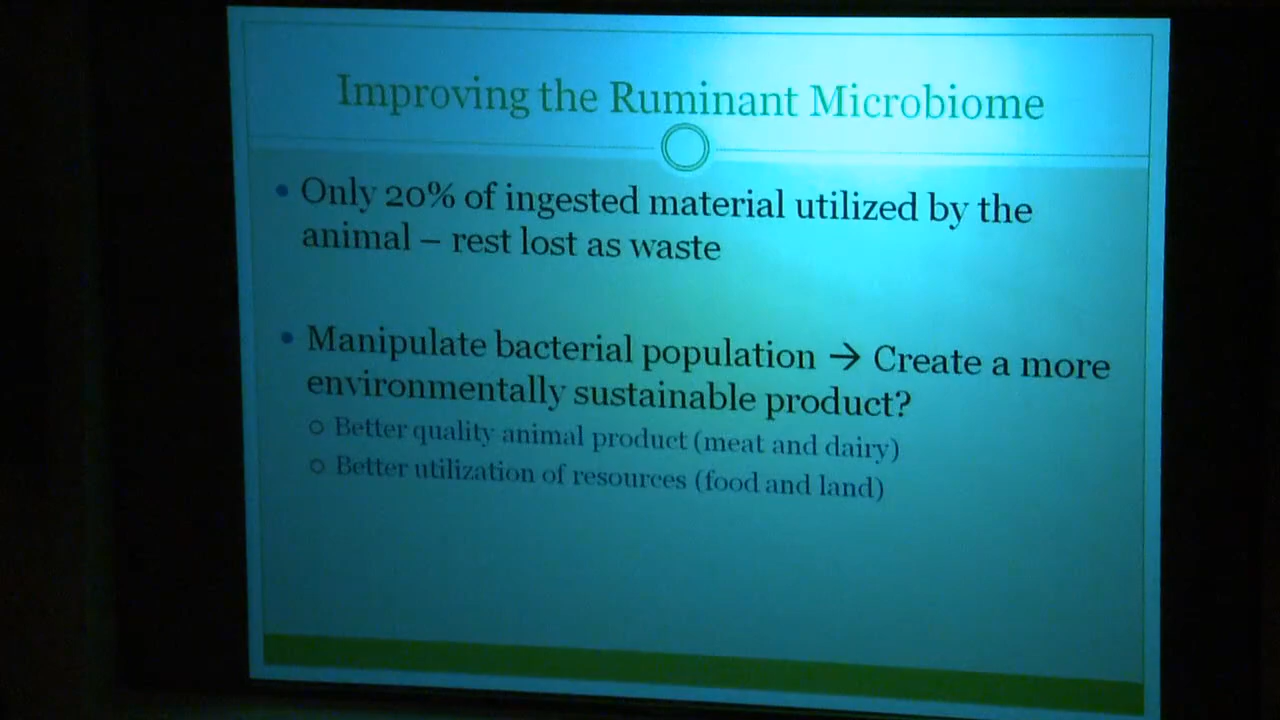 Improving the Ruminant Microbiome
• Only 20% of ingested material utilized by the
animal – rest lost as waste
• Manipulate bacterial population → Create a more
environmentally sustainable product?
○ Better quality animal product (meat and dairy)
○ Better utilization of resources (food and land)